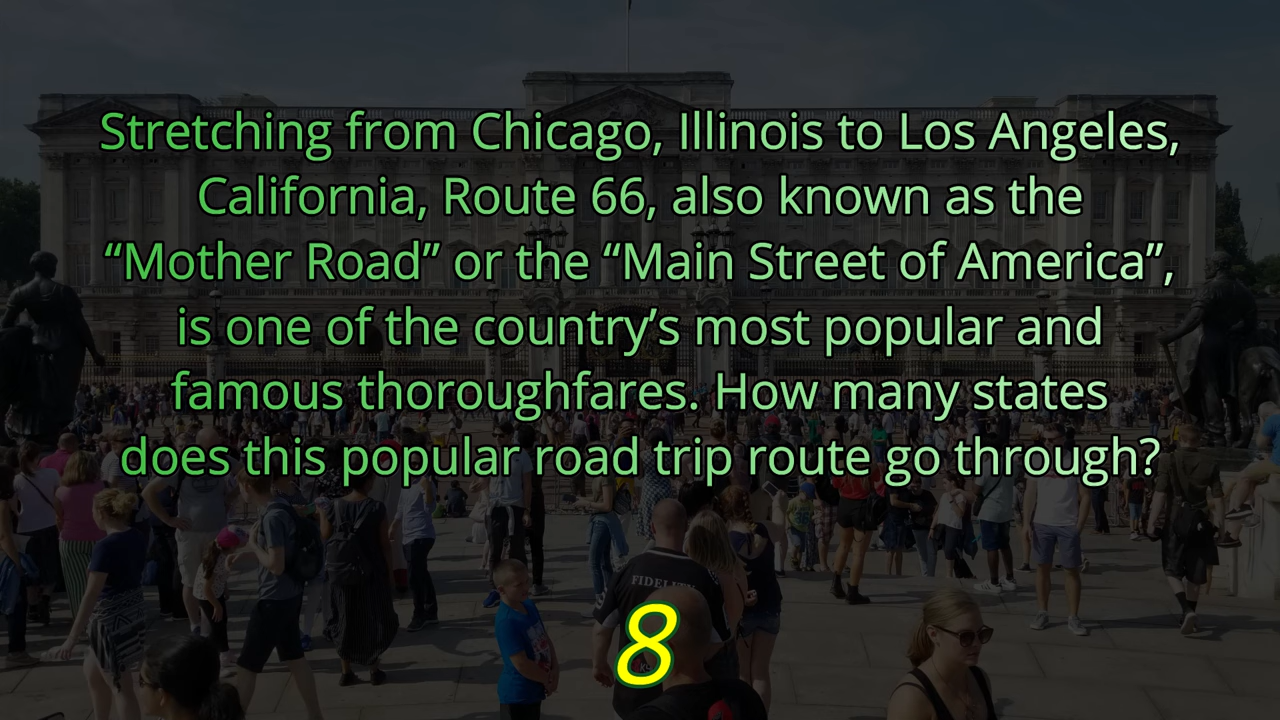 Stretching from Chicago, Illinois to Los Angeles,
California, Route 66, also known as the
“Mother Road” or the “Main Street of America”,
is one of the country’s most popular and
famous thoroughfares. How many states
does this popular road trip route go through?
FIDELITY
8